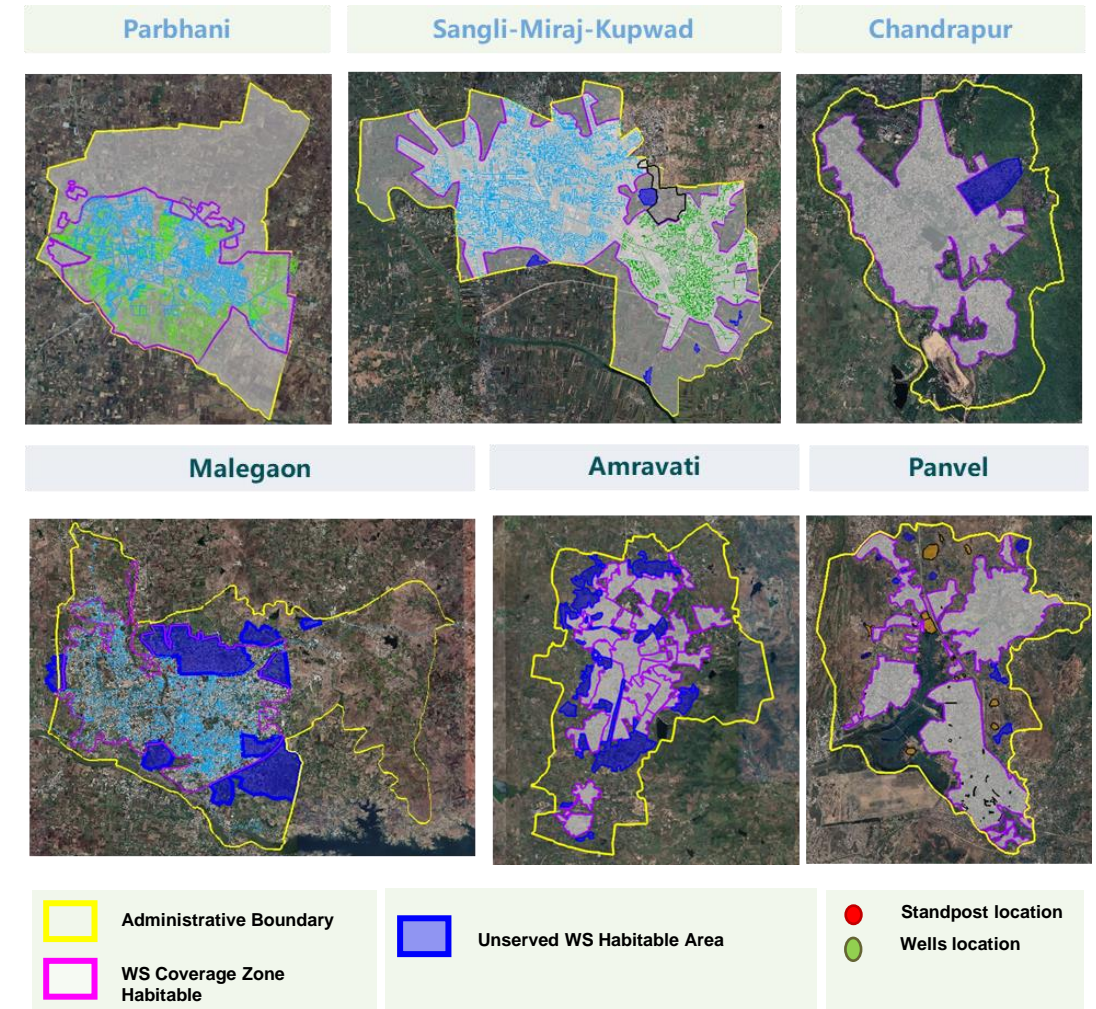 Parbhani
Sangli-Miraj-Kupwad
Chandrapur
Malegaon
Amravati
Panvel
Administrative Boundary
WS Coverage Zone
Habitable
Unserved WS Habitable Area
Standpost location
Wells location